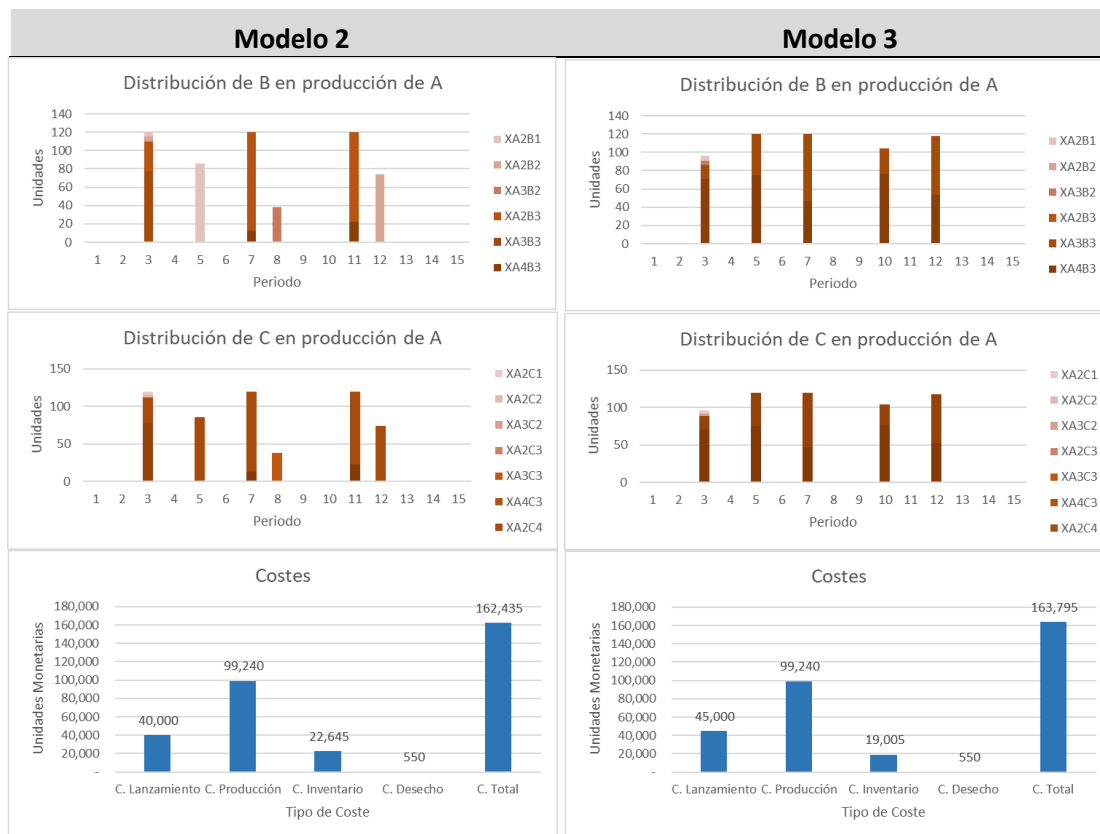 Modelo 2
Modelo 3
Distribución de B en producción de A
140
120
100
80
60
40
20
0
Unidades
1 2 3 4 5 6 7 8 9 10 11 12 13 14 15
Periodo
XA2B1
XA2B2
XA3B2
XA2B3
XA3B3
XA4B3
Distribución de B en producción de A
140
120
100
80
60
40
20
0
Unidades
1 2 3 4 5 6 7 8 9 10 11 12 13 14 15
Periodo
XA2B1
XA2B2
XA3B2
XA2B3
XA3B3
XA4B3
Distribución de C en producción de A
150
100
50
0
Unidades
1 2 3 4 5 6 7 8 9 10 11 12 13 14 15
Periodo
XA2C1
XA2C2
XA3C2
XA2C3
XA3C3
XA4C3
XA2C4
Distribución de C en producción de A
150
100
50
0
Unidades
1 2 3 4 5 6 7 8 9 10 11 12 13 14 15
Periodo
XA2C1
XA2C2
XA3C2
XA2C3
XA3C3
XA4C3
XA2C4
Costes
180,000
160,000
140,000
120,000
100,000
80,000
60,000
40,000
20,000
-
Unidades Monetarias
40,000
99,240
22,645
550
162,435
C. Lanzamiento C. Producción C. Inventario C. Desecho C. Total
Tipo de Coste
Costes
180,000
160,000
140,000
120,000
100,000
80,000
60,000
40,000
20,000
-
Unidades Monetarias
45,000
99,240
19,005
550
163,795
C. Lanzamiento C. Producción C. Inventario C. Desecho C. Total
Tipo de Coste